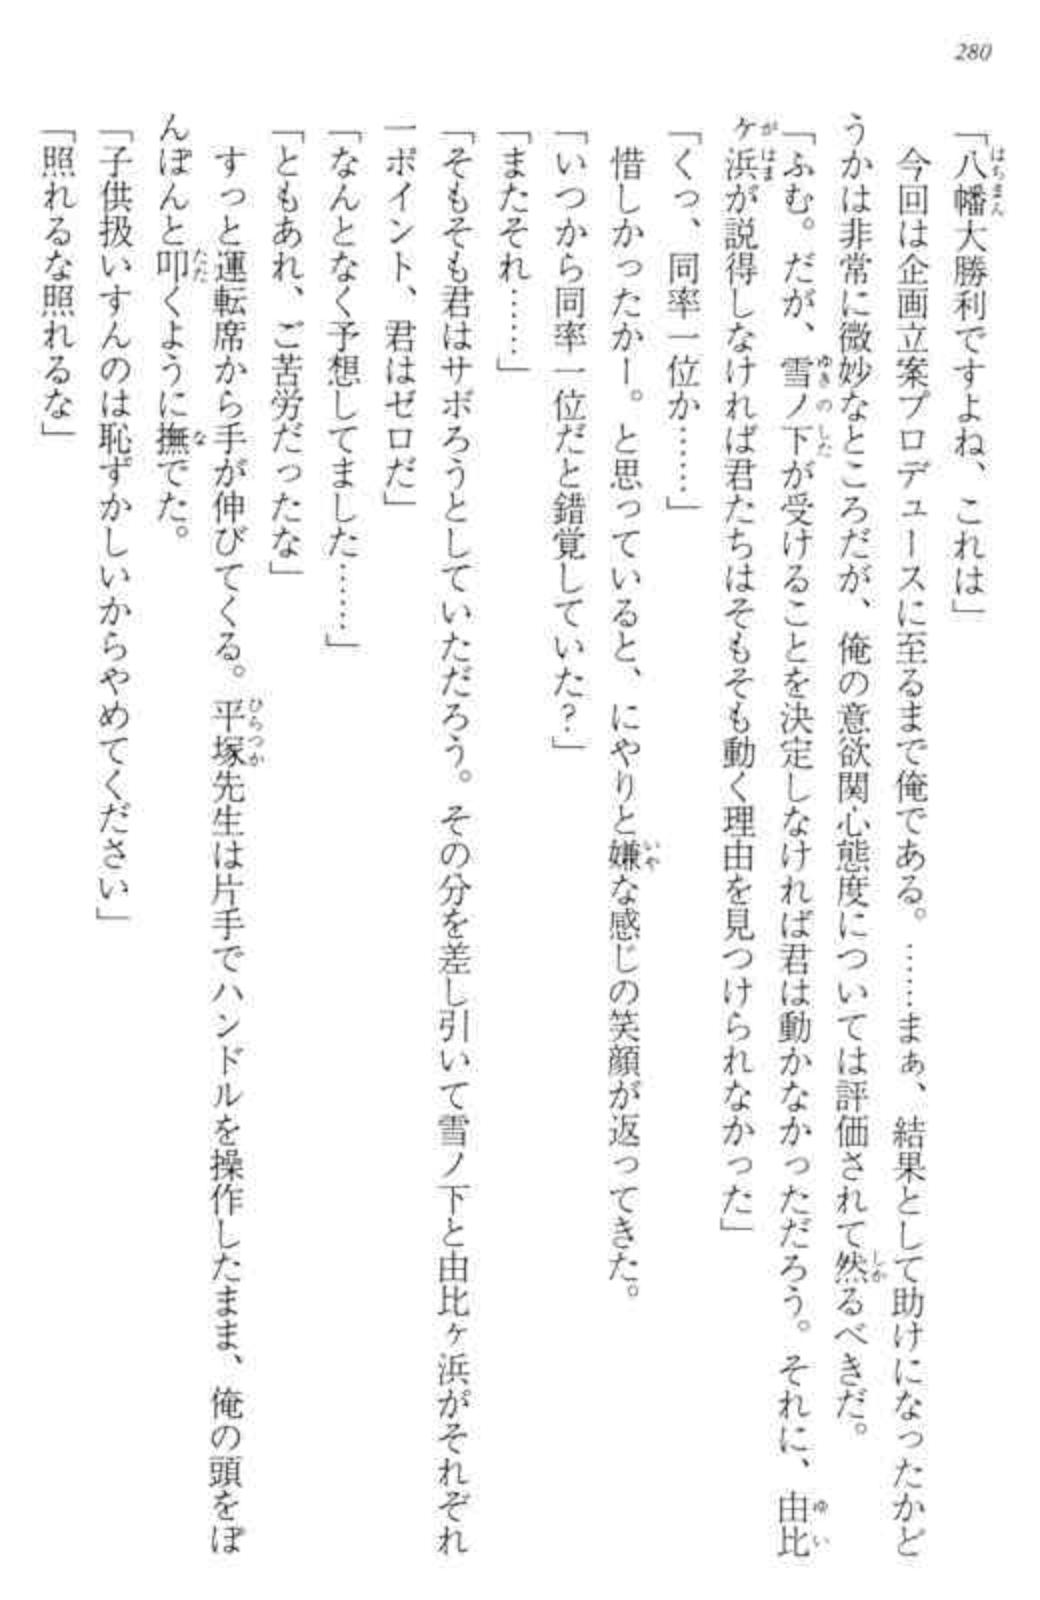 280
「八幡大勝利ですよね、これは」
　今回は企画立案プロデュースに至るまで俺である。……まぁ、結果として助けになったかど
うかは非常に微妙なところだが、俺の意欲関心態度については評価されて然るべきだ。
「ふむ。だが、雪ノ下が受けることを決定しなければ君は動かなかっただろう。それに、由比
ヶ浜が説得しなければ君たちはそもそも動く理由を見つけられなかった」
「くっ、同率一位か……」
　惜しかったかー。と思っていると、にやりと嫌な感じの笑顔が返ってきた。
「いつから同率一位だと錯覚していた？」
「またそれ……」
「そもそも君はサボろうとしていただろう。その分を差し引いて雪ノ下と由比ヶ浜がそれぞれ
一ポイント、君はゼロだ」
「なんとなく予想してました……」
「ともあれ、ご苦労だったな」
　すっと運転席から手が伸びてくる。平塚先生は片手でハンドルを操作したまま、俺の頭をぽ
んぽんと叩くように撫でた。
「子供扱いすんのは恥ずかしいからやめてください」
「照れるな照れるな」